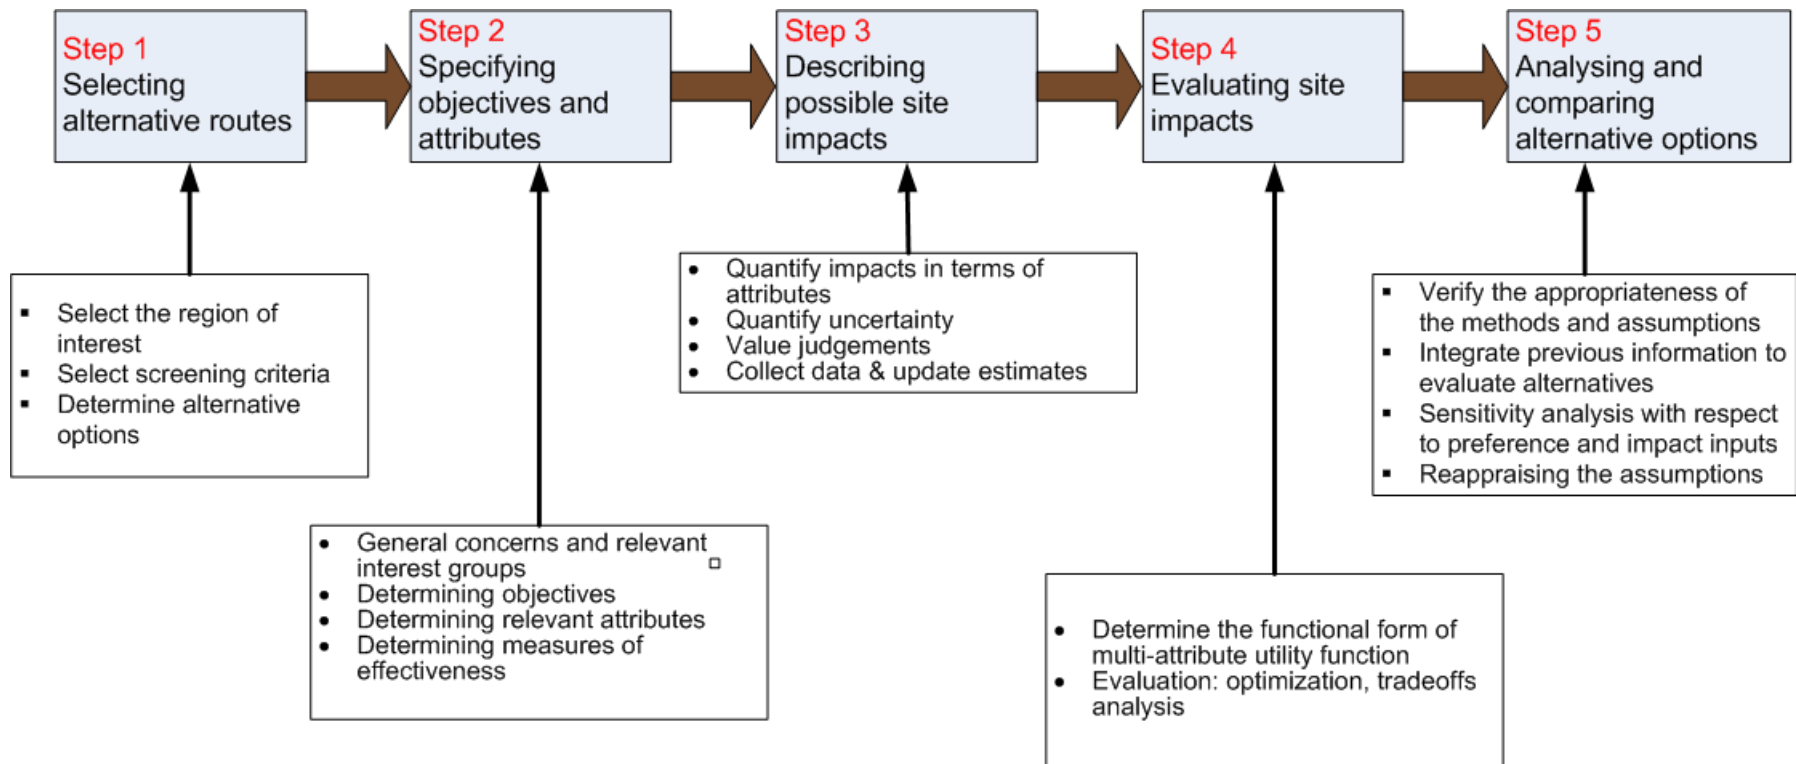 Step 1
Selecting
alternative routes
Step 2
Specifying
objectives and
attributes
Step 3
Describing
possible site
impacts
Step 4
Evaluating site
impacts
Step 5
Analysing and
comparing
alternative options
▪ Select the region of
interest
▪ Select screening criteria
▪ Determine alternative
options
• General concerns and relevant
interest groups
• Determining objectives
• Determining relevant attributes
• Determining measures of
effectiveness
• Quantify impacts in terms of
attributes
• Quantify uncertainty
• Value judgements
• Collect data & update estimates
• Determine the functional form of
multi-attribute utility function
• Evaluation: optimization, tradeoffs
analysis
▪ Verify the appropriateness of
the methods and assumptions
▪ Integrate previous information to
evaluate alternatives
▪ Sensitivity analysis with respect
to preference and impact inputs
▪ Reappraising the assumptions